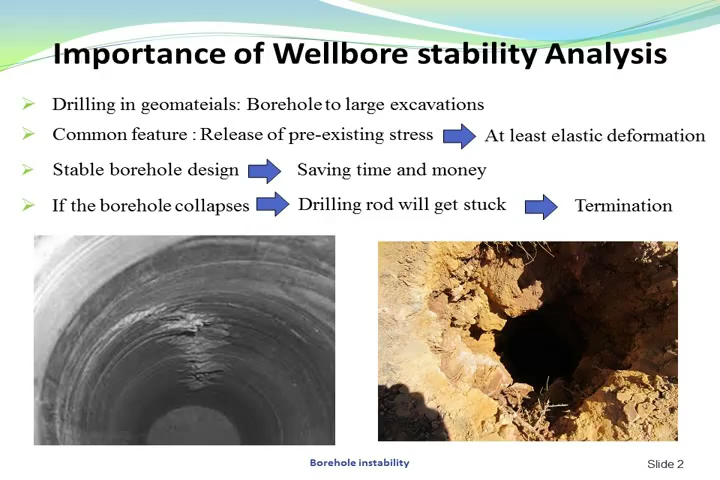 Importance of Wellbore stability Analysis
Drilling in geomateials: Borehole to large excavations
Common feature : Release of pre-existing stress At least elastic deformation
Stable borehole design Saving time and money
If the borehole collapses Drilling rod will get stuck Termination
Borehole instability Slide 2